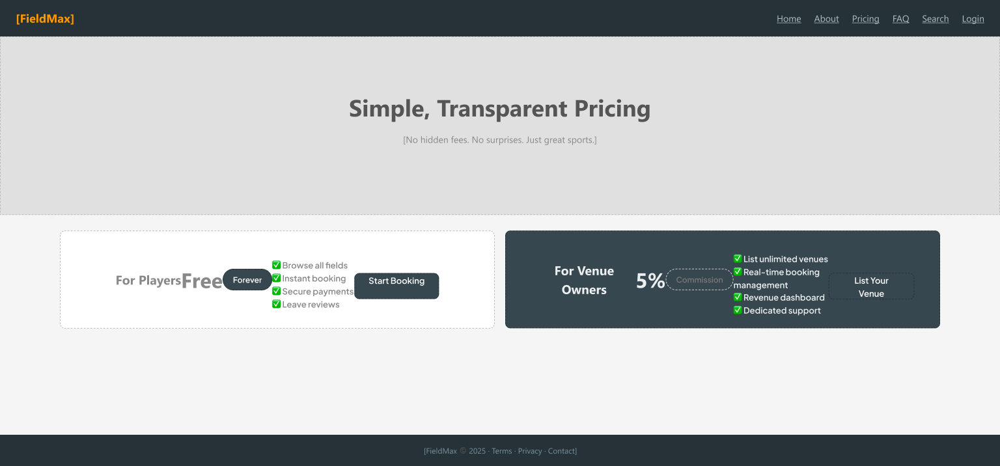 [FieldMax]
Home About Pricing FAQ Search Login
Simple, Transparent Pricing
[No hidden fees. No surprises. Just great sports.]
For Players
Free
Forever
✅ Browse all fields
✅ Instant booking
✅ Secure payments
✅ Leave reviews
Start Booking
For Venue
Owners
5%
Commission
✅ List unlimited venues
✅ Real-time booking
management
✅ Revenue dashboard
✅ Dedicated support
List Your
Venue
[FieldMax © 2025 · Terms · Privacy · Contact]